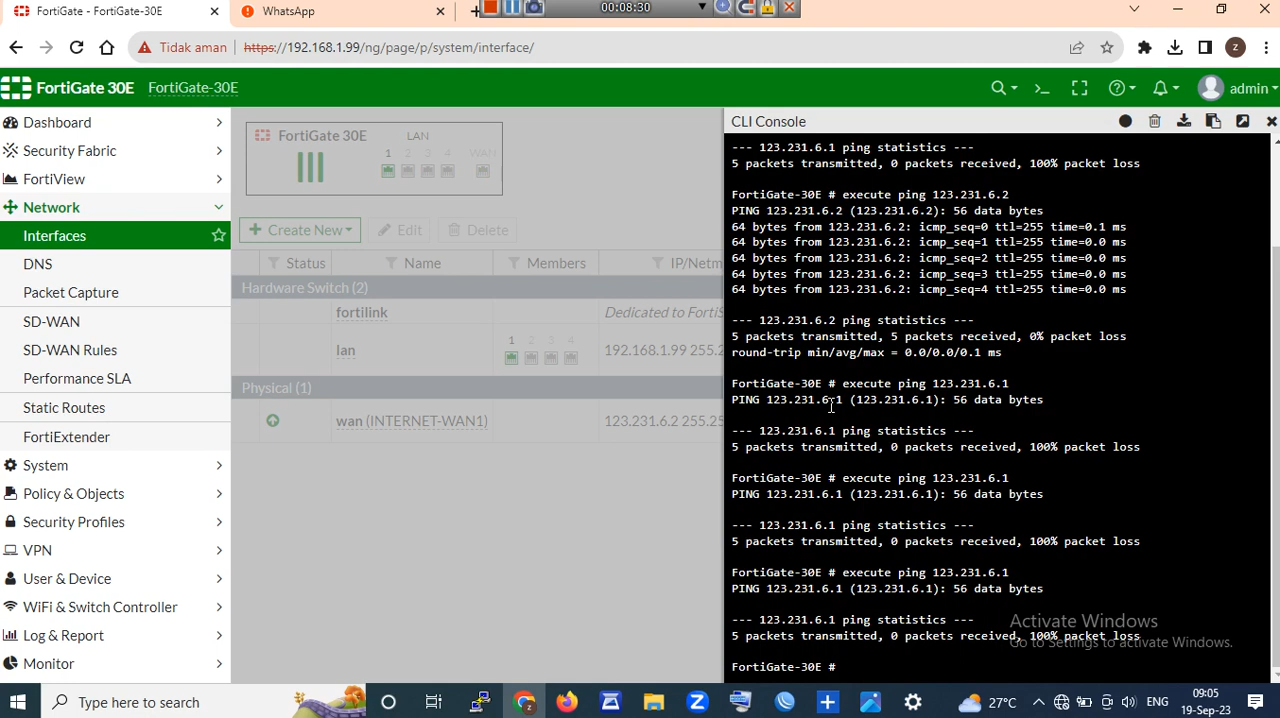 FortiGate - FortiGate-30E
WhatsApp
00:08:30
Tidak aman
https://192.168.1.99/ng/page/p/system/interface/
Z
FortiGate 30E
FortiGate-30E
admin
Dashboard
Security Fabric
FortiView
Network
Interfaces
DNS
Packet Capture
SD-WAN
SD-WAN Rules
Performance SLA
Static Routes
FortiExtender
System
Policy & Objects
Security Profiles
VPN
User & Device
WiFi & Switch Controller
Log & Report
Monitor
FortiGate 30E
LAN
1 2 3 4 WAN
Create New
Edit
Delete
Status
Name
Members
IP/Netm
Hardware Switch (2)
fortilink
Dedicated to FortiS
lan
1 2 3 4
192.168.1.99 255.2
Physical (1)
wan (INTERNET-WAN1)
123.231.6.2 255.25
CLI Console
--- 123.231.6.1 ping statistics ---
5 packets transmitted, 0 packets received, 100% packet loss
FortiGate-30E # execute ping 123.231.6.2
PING 123.231.6.2 (123.231.6.2): 56 data bytes
64 bytes from 123.231.6.2: icmp_seq=0 ttl=255 time=0.1 ms
64 bytes from 123.231.6.2: icmp_seq=1 ttl=255 time=0.0 ms
64 bytes from 123.231.6.2: icmp_seq=2 ttl=255 time=0.0 ms
64 bytes from 123.231.6.2: icmp_seq=3 ttl=255 time=0.0 ms
64 bytes from 123.231.6.2: icmp_seq=4 ttl=255 time=0.0 ms
--- 123.231.6.2 ping statistics ---
5 packets transmitted, 5 packets received, 0% packet loss
round-trip min/avg/max = 0.0/0.0/0.1 ms
FortiGate-30E # execute ping 123.231.6.1
PING 123.231.6.1 (123.231.6.1): 56 data bytes
--- 123.231.6.1 ping statistics ---
5 packets transmitted, 0 packets received, 100% packet loss
FortiGate-30E # execute ping 123.231.6.1
PING 123.231.6.1 (123.231.6.1): 56 data bytes
--- 123.231.6.1 ping statistics ---
5 packets transmitted, 0 packets received, 100% packet loss
FortiGate-30E # execute ping 123.231.6.1
PING 123.231.6.1 (123.231.6.1): 56 data bytes
--- 123.231.6.1 ping statistics ---
5 packets transmitted, 0 packets received, 100% packet loss
FortiGate-30E #
Activate Windows
Go to Settings to activate Windows.
Type here to search
27°C
ENG
09:05
19-Sep-23